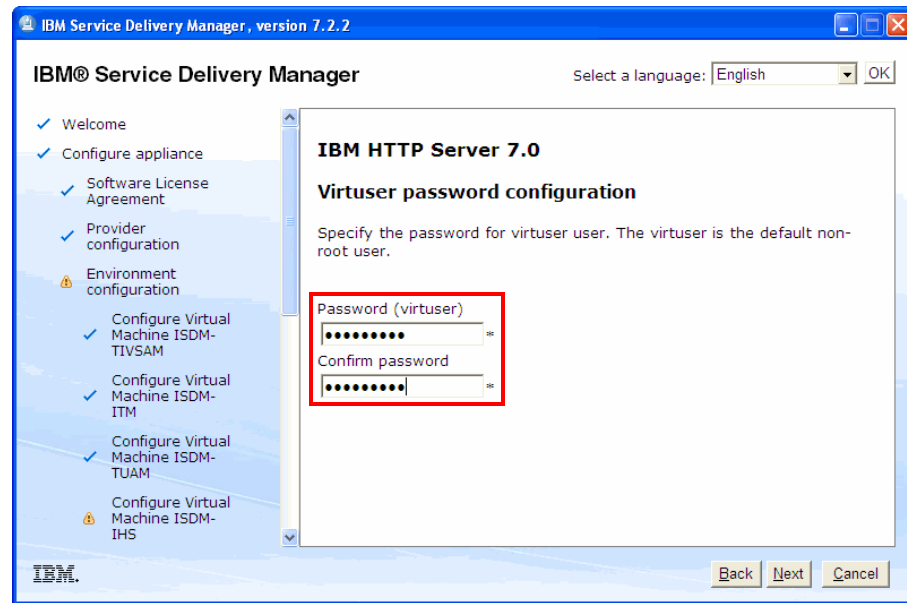 IBM Service Delivery Manager, version 7.2.2
IBM® Service Delivery Manager
Select a language: English OK
Welcome
Configure appliance
Software License
Agreement
Provider
configuration
Environment
configuration
Configure Virtual
Machine ISDM-
TIVSAM
Configure Virtual
Machine ISDM-
ITM
Configure Virtual
Machine ISDM-
TUAM
Configure Virtual
Machine ISDM-
IHS
IBM HTTP Server 7.0
Virtuser password configuration
Specify the password for virtuser user. The virtuser is the default non-
root user.
Password (virtuser)
●●●●●●●●● *
Confirm password
●●●●●●●●● *
IBM.
Back Next Cancel